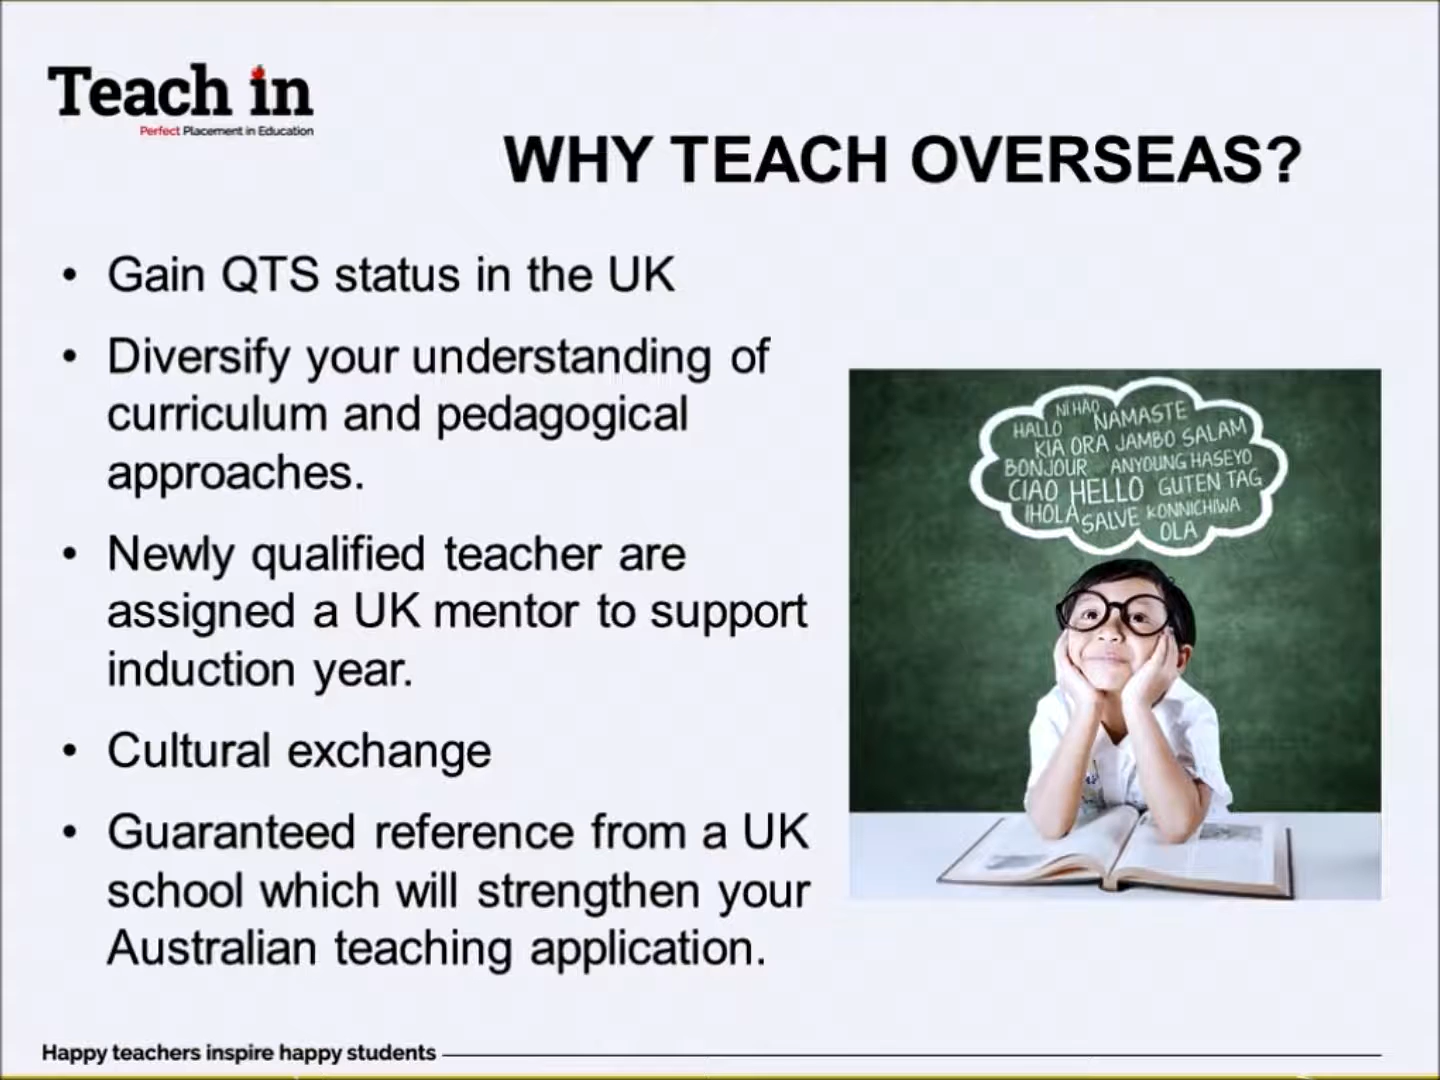 Teach in
Perfect Placement in Education
WHY TEACH OVERSEAS?
• Gain QTS status in the UK
• Diversify your understanding of
curriculum and pedagogical
approaches.
• Newly qualified teacher are
assigned a UK mentor to support
induction year.
• Cultural exchange
• Guaranteed reference from a UK
school which will strengthen your
Australian teaching application.
NI HAO
HALLO NAMASTE
KIA ORA JAMBO SALAM
BONJOUR ANYOUNG HASEYO
CIAO HELLO GUTEN TAG
!HOLA SALVE KONNICHIWA
OLA
Happy teachers inspire happy students